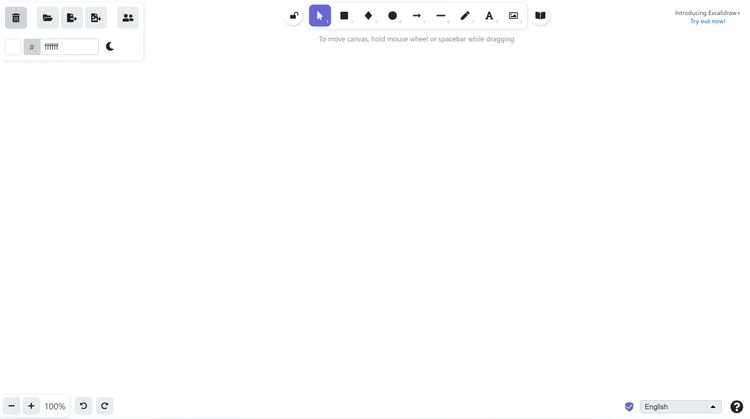 Introducing Excalidraw+
Try out now!
To move canvas, hold mouse wheel or spacebar while dragging
# ffffff
100%
English